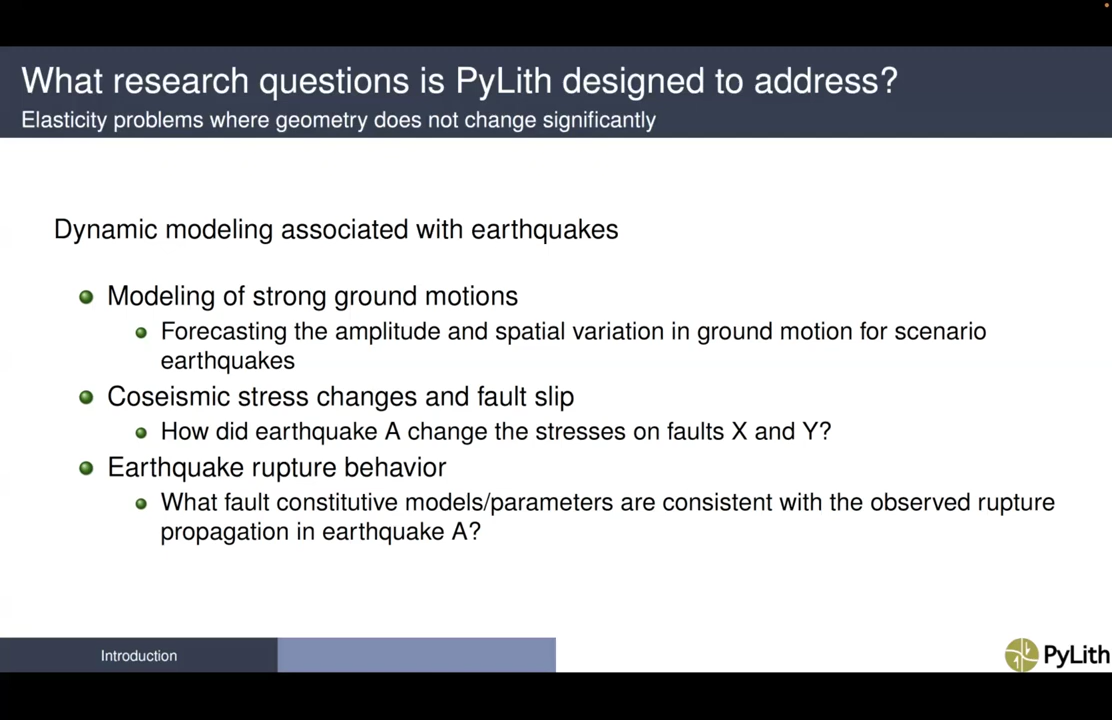 What research questions is PyLith designed to address?
Elasticity problems where geometry does not change significantly
Dynamic modeling associated with earthquakes
Modeling of strong ground motions
Forecasting the amplitude and spatial variation in ground motion for scenario
earthquakes
Coseismic stress changes and fault slip
How did earthquake A change the stresses on faults X and Y?
Earthquake rupture behavior
What fault constitutive models/parameters are consistent with the observed rupture
propagation in earthquake A?
Introduction
PyLith